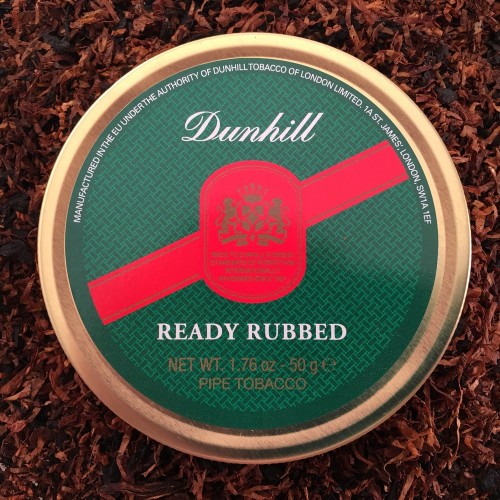 MANUFACTURED IN THE EU UNDER THE AUTHORITY OF DUNHILL TOBACCO OF LONDON LIMITED, 1A ST. JAMES', LONDON, SW1A 1EF
Dunhill
READY RUBBED
NET WT. 1.76 oz - 50 g ℮
PIPE TOBACCO